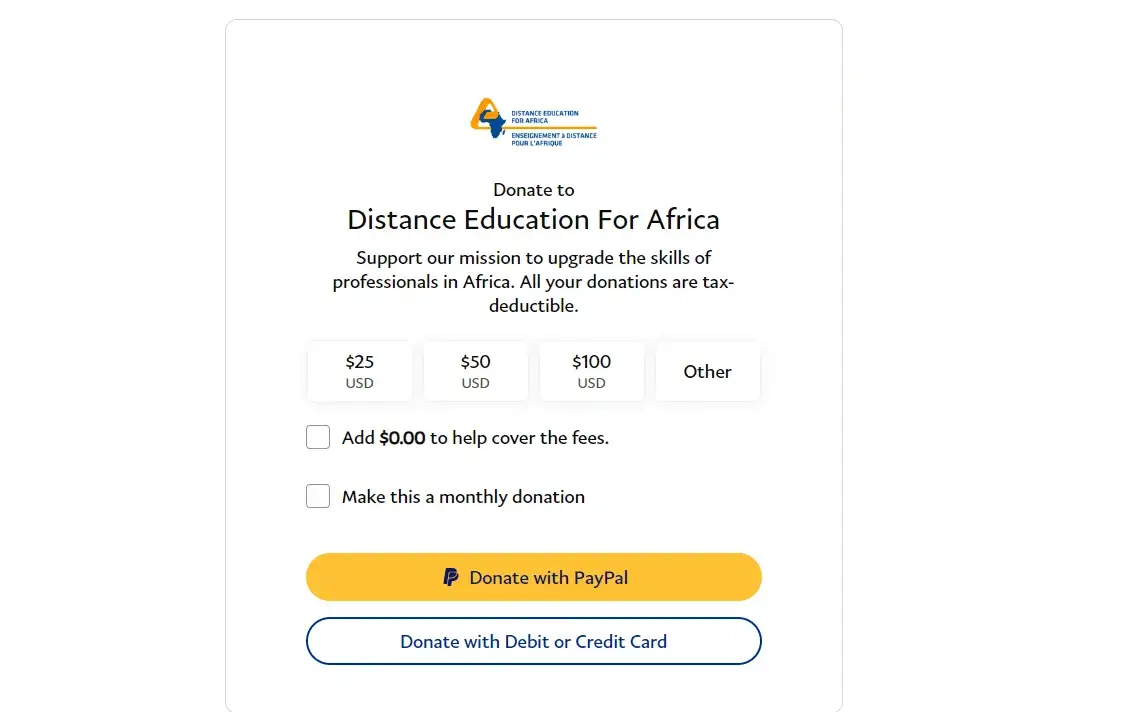 DISTANCE EDUCATION
FOR AFRICA
ENSEIGNEMENT à DISTANCE
POUR L'AFRIQUE
Donate to
Distance Education For Africa
Support our mission to upgrade the skills of
professionals in Africa. All your donations are tax-
deductible.
$25 $50 $100 Other
USD USD USD
Add $0.00 to help cover the fees.
Make this a monthly donation
Donate with PayPal
Donate with Debit or Credit Card